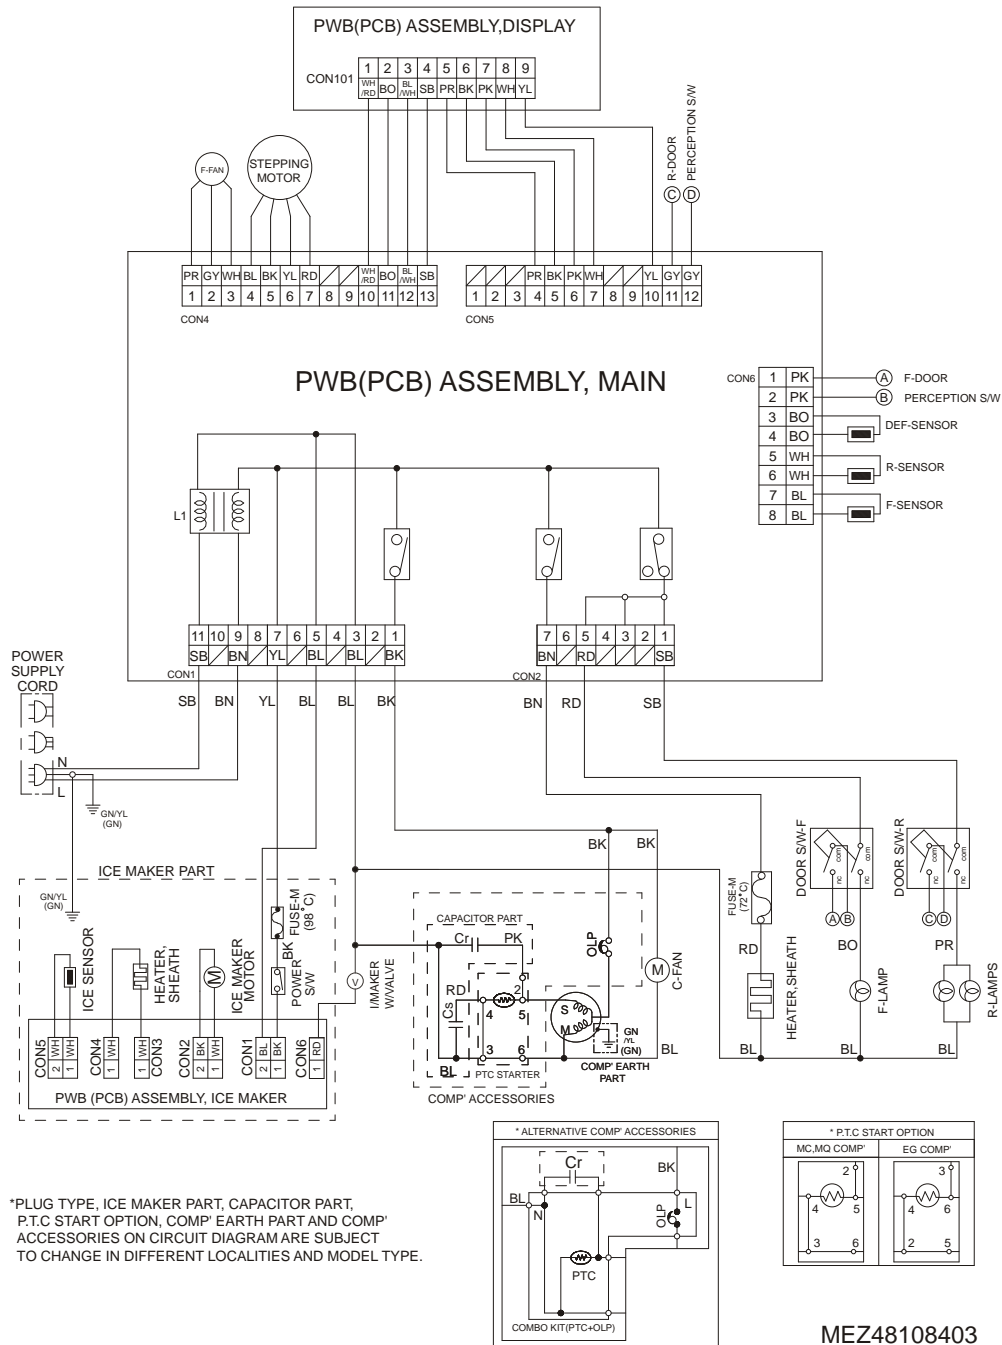 PWB(PCB) ASSEMBLY,DISPLAY
CON101
1 2 3 4 5 6 7 8 9
WH/RD BO BL/WH SB PR BK PK WH YL
F-FAN
STEPPING MOTOR
C R-DOOR
D PERCEPTION S/W
PR GY WH BL BK YL RD WH/RD BO BL/WH SB
1 2 3 4 5 6 7 8 9 10 11 12 13
CON4
PR BK PK WH YL GY GY
1 2 3 4 5 6 7 8 9 10 11 12
CON5
PWB(PCB) ASSEMBLY, MAIN
CON6
1 PK A F-DOOR
2 PK B PERCEPTION S/W
3 BO
4 BO
DEF-SENSOR
5 WH
6 WH
R-SENSOR
7 BL
8 BL
F-SENSOR
L1
11 10 9 8 7 6 5 4 3 2 1
SB BN YL BL BL BK
CON1
7 6 5 4 3 2 1
BN RD SB
CON2
SB BN YL BL BL BK
BN RD SB
POWER
SUPPLY
CORD
N
L
GN/YL
(GN)
ICE MAKER PART
GN/YL
(GN)
ICE SENSOR
HEATER, SHEATH
M
ICE MAKER MOTOR
FUSE-M (98°C)
BK
POWER S/W
CON5 2 WH 1 WH
CON4 1 WH
CON3 1 WH
CON2 2 BK 1 WH
CON1 2 BL 1 BK
CON6 1 RD
PWB (PCB) ASSEMBLY, ICE MAKER
V
I/MAKER W/VALVE
CAPACITOR PART
Cr PK
RD
Cs
2
4 5
3 6
BL
PTC STARTER
COMP' ACCESSORIES
S
M
OLP
BK BK
M
C-FAN
GN
/YL
(GN)
COMP' EARTH
PART
BL
FUSE-M (72°C)
RD
HEATER,SHEATH
BL
DOOR S/W-F
com com
nc nc
A B
BO
F-LAMP
BL
DOOR S/W-R
com com
nc nc
C D
PR
R-LAMPS
BL
* ALTERNATIVE COMP' ACCESSORIES
Cr
BK
BL
N
L
OLP
PTC
COMBO KIT(PTC+OLP)
* P.T.C START OPTION
MC,MQ COMP' EG COMP'
2
4 5
3 6
3
4 6
2 5
*PLUG TYPE, ICE MAKER PART, CAPACITOR PART,
P.T.C START OPTION, COMP' EARTH PART AND COMP'
ACCESSORIES ON CIRCUIT DIAGRAM ARE SUBJECT
TO CHANGE IN DIFFERENT LOCALITIES AND MODEL TYPE.
MEZ48108403